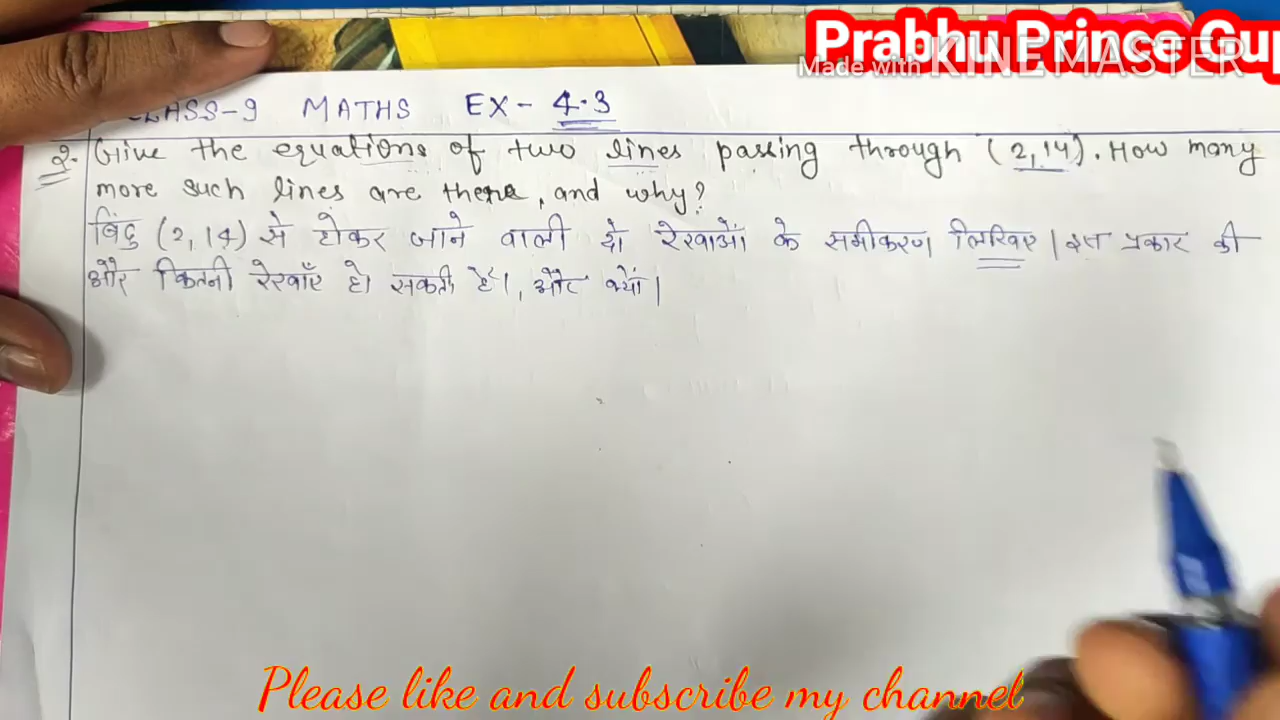 Prabhu Prince Gup
Made with KINEMASTER
CLASS-9 MATHS EX- 4.3
2. Give the equations of two lines passing through (2,14). How many
more such lines are there, and why?
बिंदु (2,14) से होकर जाने वाली दो रेखाओं के समीकरण लिखिए | इस प्रकार की
और कितनी रेखाएँ हो सकती हैं।, और क्यों |
Please like and subscribe my channel